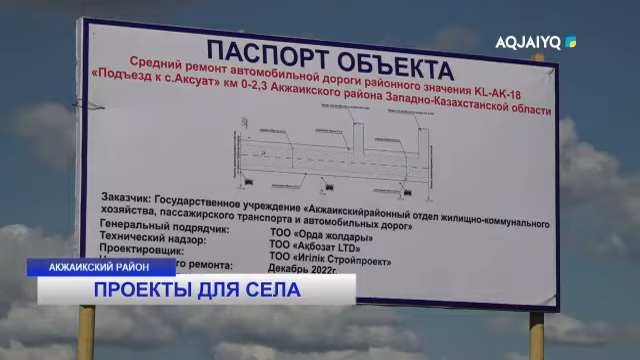 AQJAIYQ
ПАСПОРТ ОБЪЕКТА
Средний ремонт автомобильной дороги районного значения KL-AK-18
«Подъезд к с.Аксуат» км 0-2,3 Акжаикского района Западно-Казахстанской области
Заказчик: Государственное учреждение «Акжаикскийрайонный отдел жилищно-коммунального
хозяйства, пассажирского транспорта и автомобильных дорог»
Генеральный подрядчик: ТОО «Орда жолдары»
Технический надзор: ТОО «Ақбозат LTD»
Проектировщик: ТОО «Игілік Стройпроект»
ремонта: Декабрь 2022г.
АКЖАИКСКИЙ РАЙОН
ПРОЕКТЫ ДЛЯ СЕЛА